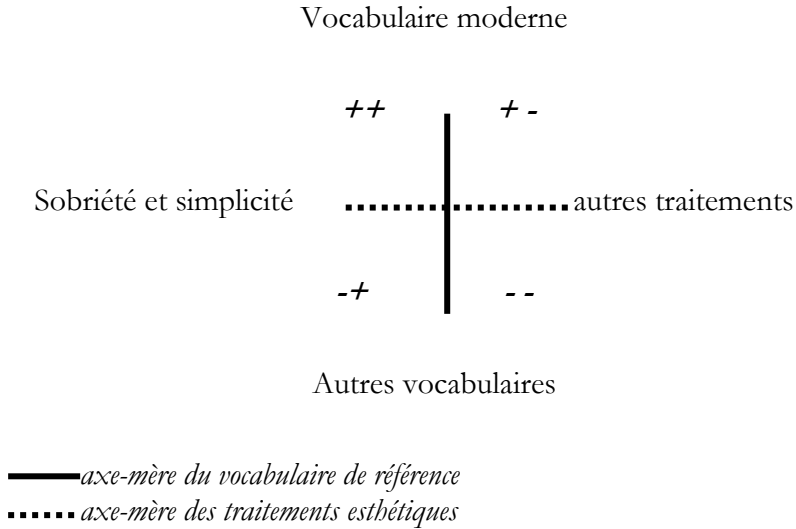 Vocabulaire moderne
++ + -
Sobriété et simplicité autres traitements
-+ - -
Autres vocabulaires
axe-mère du vocabulaire de référence
axe-mère des traitements esthétiques